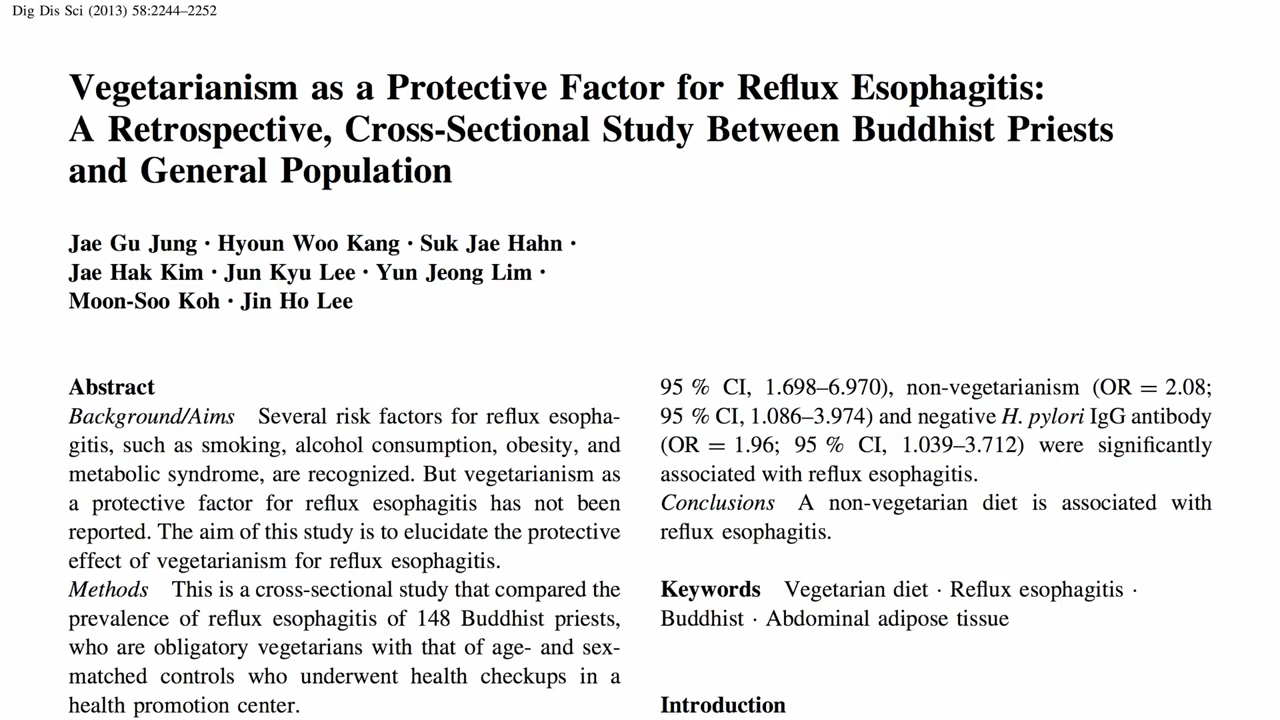 Dig Dis Sci (2013) 58:2244–2252
Vegetarianism as a Protective Factor for Reflux Esophagitis:
A Retrospective, Cross-Sectional Study Between Buddhist Priests
and General Population
Jae Gu Jung · Hyoun Woo Kang · Suk Jae Hahn ·
Jae Hak Kim · Jun Kyu Lee · Yun Jeong Lim ·
Moon-Soo Koh · Jin Ho Lee
Abstract
Background/Aims Several risk factors for reflux esopha-
gitis, such as smoking, alcohol consumption, obesity, and
metabolic syndrome, are recognized. But vegetarianism as
a protective factor for reflux esophagitis has not been
reported. The aim of this study is to elucidate the protective
effect of vegetarianism for reflux esophagitis.
Methods This is a cross-sectional study that compared the
prevalence of reflux esophagitis of 148 Buddhist priests,
who are obligatory vegetarians with that of age- and sex-
matched controls who underwent health checkups in a
health promotion center.
95 % CI, 1.698–6.970), non-vegetarianism (OR = 2.08;
95 % CI, 1.086–3.974) and negative H. pylori IgG antibody
(OR = 1.96; 95 % CI, 1.039–3.712) were significantly
associated with reflux esophagitis.
Conclusions A non-vegetarian diet is associated with
reflux esophagitis.
Keywords Vegetarian diet · Reflux esophagitis ·
Buddhist · Abdominal adipose tissue
Introduction